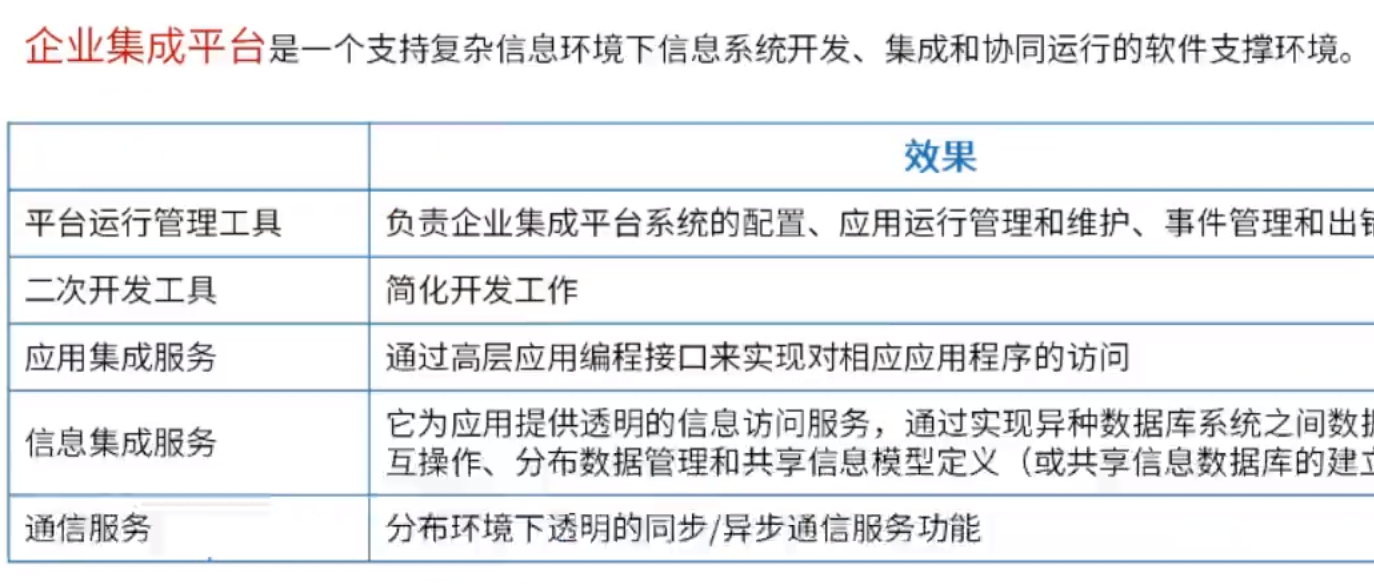 企业集成平台是一个支持复杂信息环境下信息系统开发、集成和协同运行的软件支撑环境。
效果
平台运行管理工具
负责企业集成平台系统的配置、应用运行管理和维护、事件管理和出
二次开发工具
简化开发工作
应用集成服务
通过高层应用编程接口来实现对相应应用程序的访问
信息集成服务
它为应用提供透明的信息访问服务，通过实现异种数据库系统之间数据
互操作、分布数据管理和共享信息模型定义（或共享信息数据库的建立
通信服务
分布环境下透明的同步/异步通信服务功能